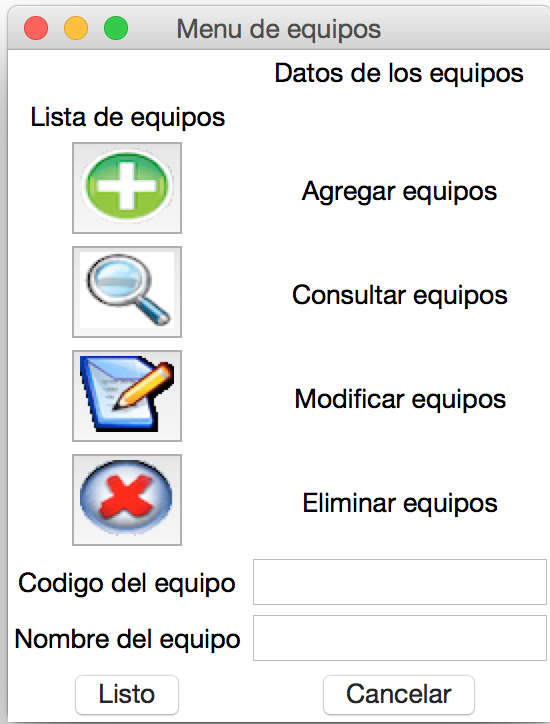 Menu de equipos
Datos de los equipos
Lista de equipos
Agregar equipos
Consultar equipos
Modificar equipos
Eliminar equipos
Codigo del equipo
Nombre del equipo
Listo
Cancelar